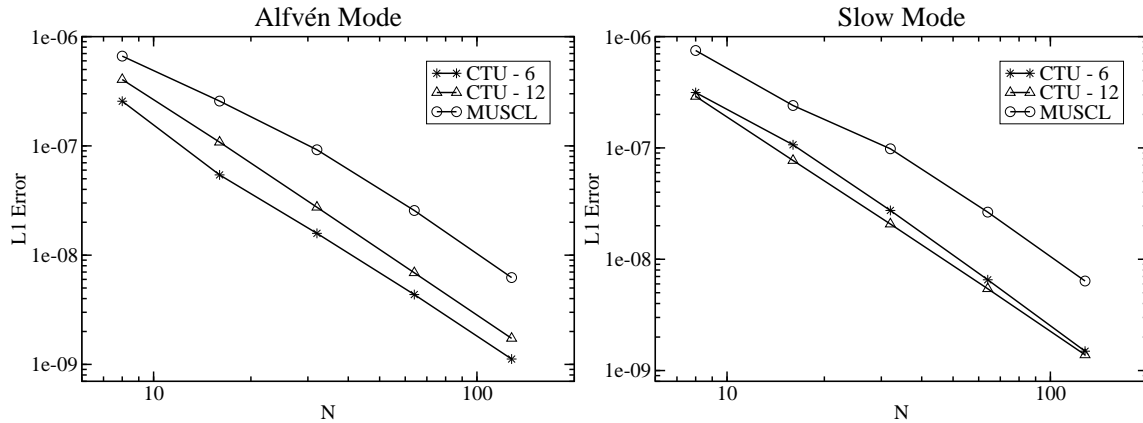 Alfvén Mode
1e-06
1e-07
1e-08
1e-09
L1 Error
10
100
N
CTU - 6
CTU - 12
MUSCL
Slow Mode
1e-06
1e-07
1e-08
1e-09
L1 Error
10
100
N
CTU - 6
CTU - 12
MUSCL